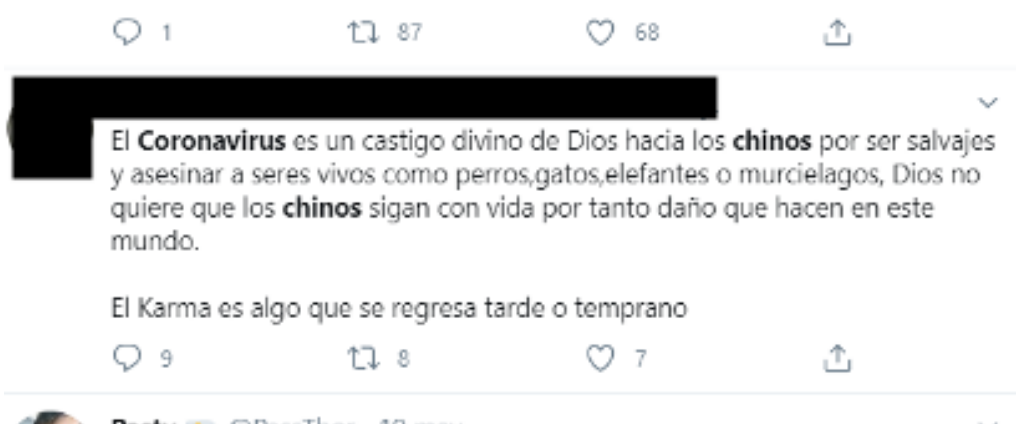 1 87 68
El Coronavirus es un castigo divino de Dios hacia los chinos por ser salvajes
y asesinar a seres vivos como perros,gatos,elefantes o murcielagos, Dios no
quiere que los chinos sigan con vida por tanto daño que hacen en este
mundo.
El Karma es algo que se regresa tarde o temprano
9 8 7